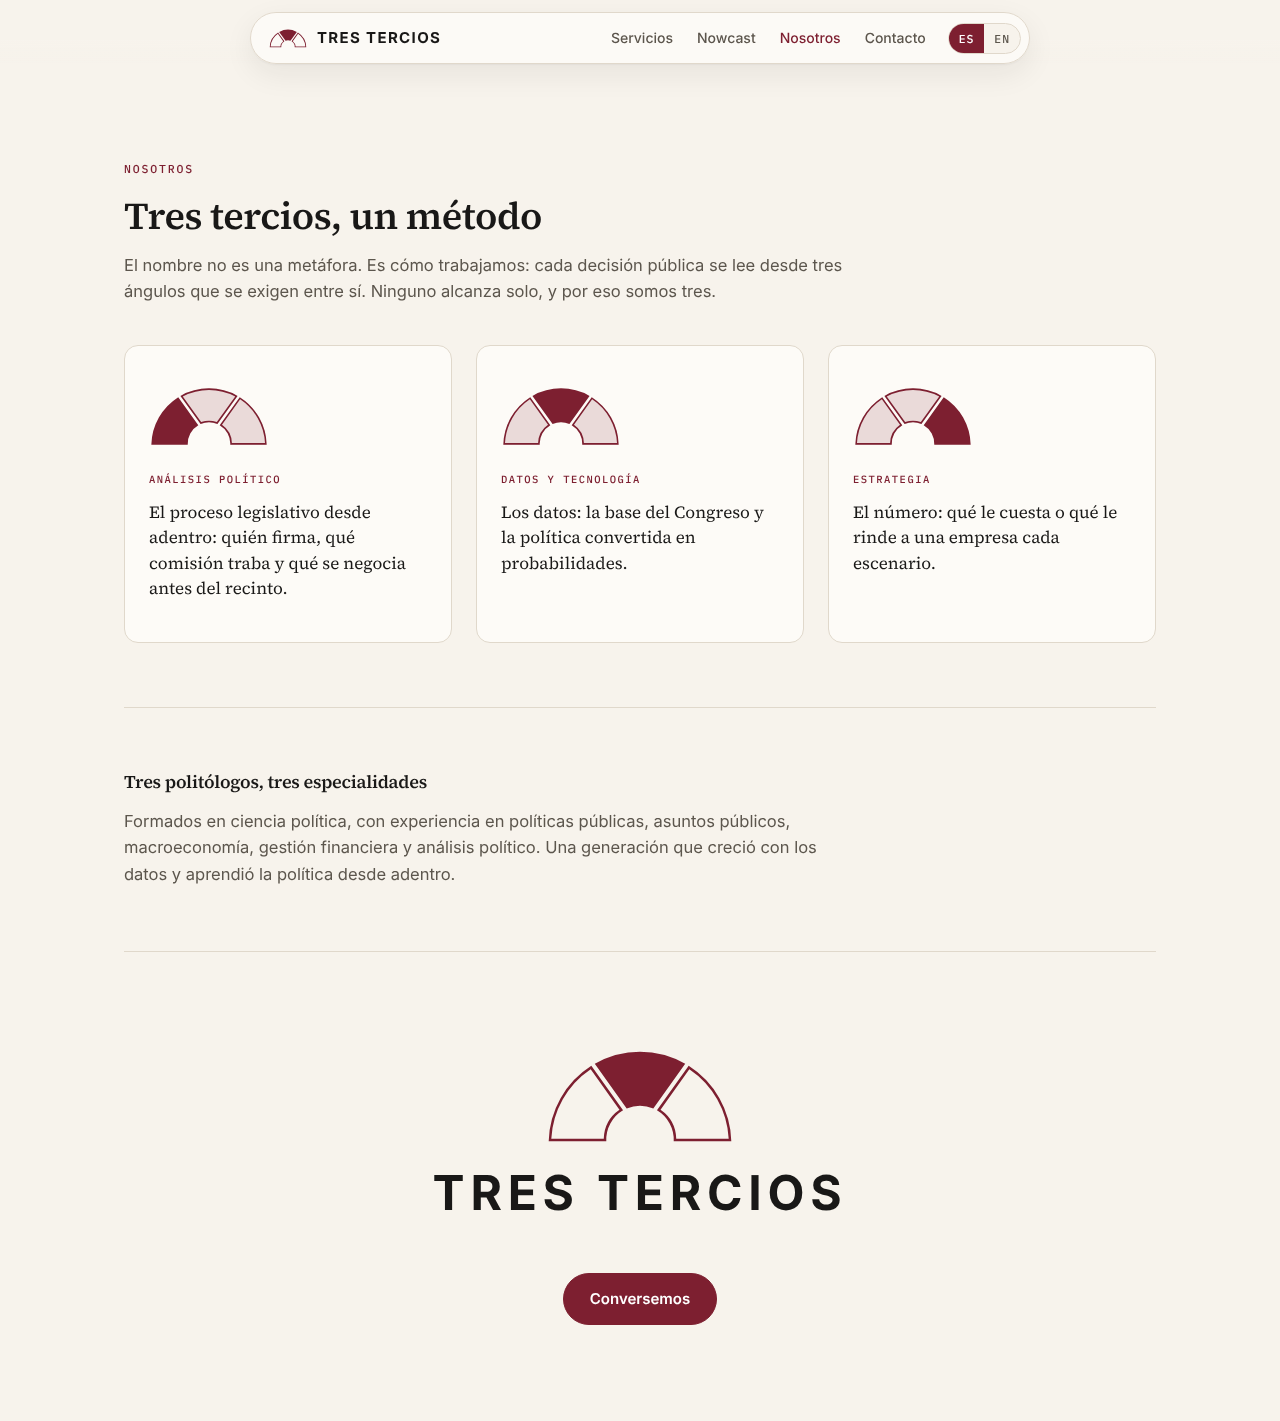 TRES TERCIOS
Servicios
Nowcast
Nosotros
Contacto
ES
EN
NOSOTROS
Tres tercios, un método
El nombre no es una metáfora. Es cómo trabajamos: cada decisión pública se lee desde tres
ángulos que se exigen entre sí. Ninguno alcanza solo, y por eso somos tres.
ANÁLISIS POLÍTICO
El proceso legislativo desde
adentro: quién firma, qué
comisión traba y qué se negocia
antes del recinto.
DATOS Y TECNOLOGÍA
Los datos: la base del Congreso y
la política convertida en
probabilidades.
ESTRATEGIA
El número: qué le cuesta o qué le
rinde a una empresa cada
escenario.
Tres politólogos, tres especialidades
Formados en ciencia política, con experiencia en políticas públicas, asuntos públicos,
macroeconomía, gestión financiera y análisis político. Una generación que creció con los
datos y aprendió la política desde adentro.
TRES TERCIOS
Conversemos